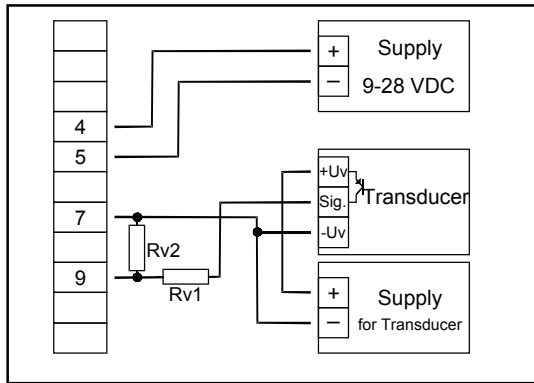 +
Supply
−
9-28 VDC
4
5
+Uv
Sig.
Transducer
-Uv
7
Rv2
9
Rv1
+
Supply
−
for Transducer